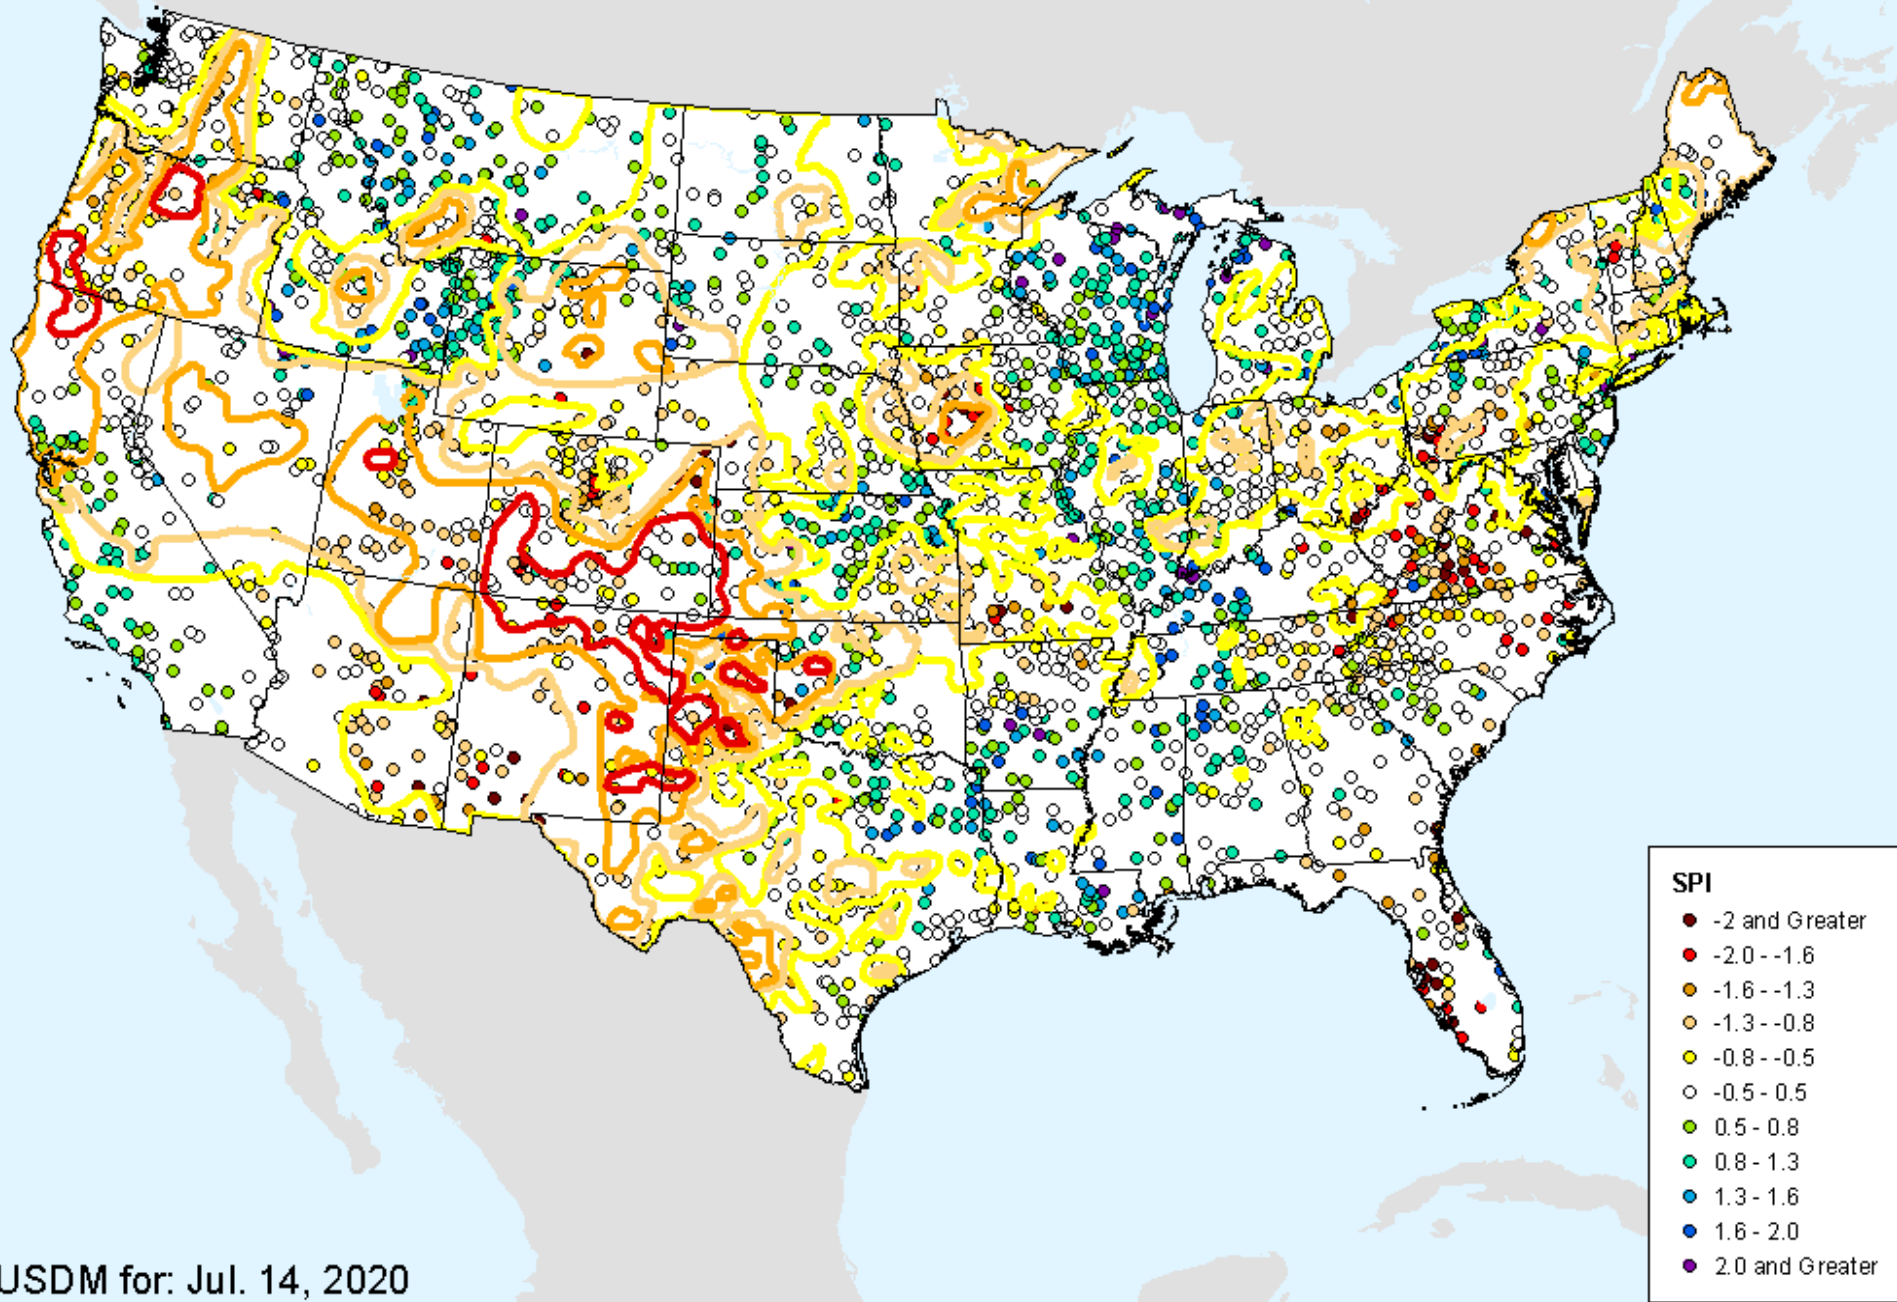 SPI
-2 and Greater
-2.0 - -1.6
-1.6 - -1.3
-1.3 - -0.8
-0.8 - -0.5
-0.5 - 0.5
0.5 - 0.8
0.8 - 1.3
1.3 - 1.6
1.6 - 2.0
2.0 and Greater
USDM for: Jul. 14, 2020